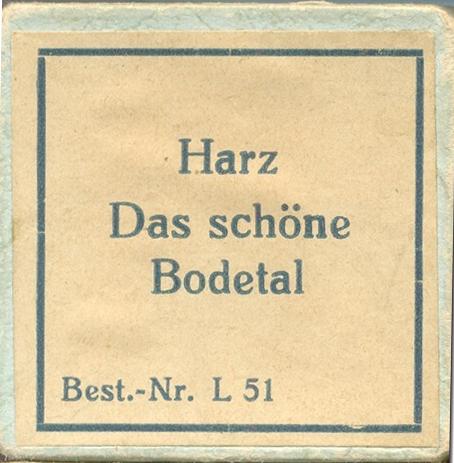 Harz
Das schöne
Bodetal
Best.-Nr. L 51